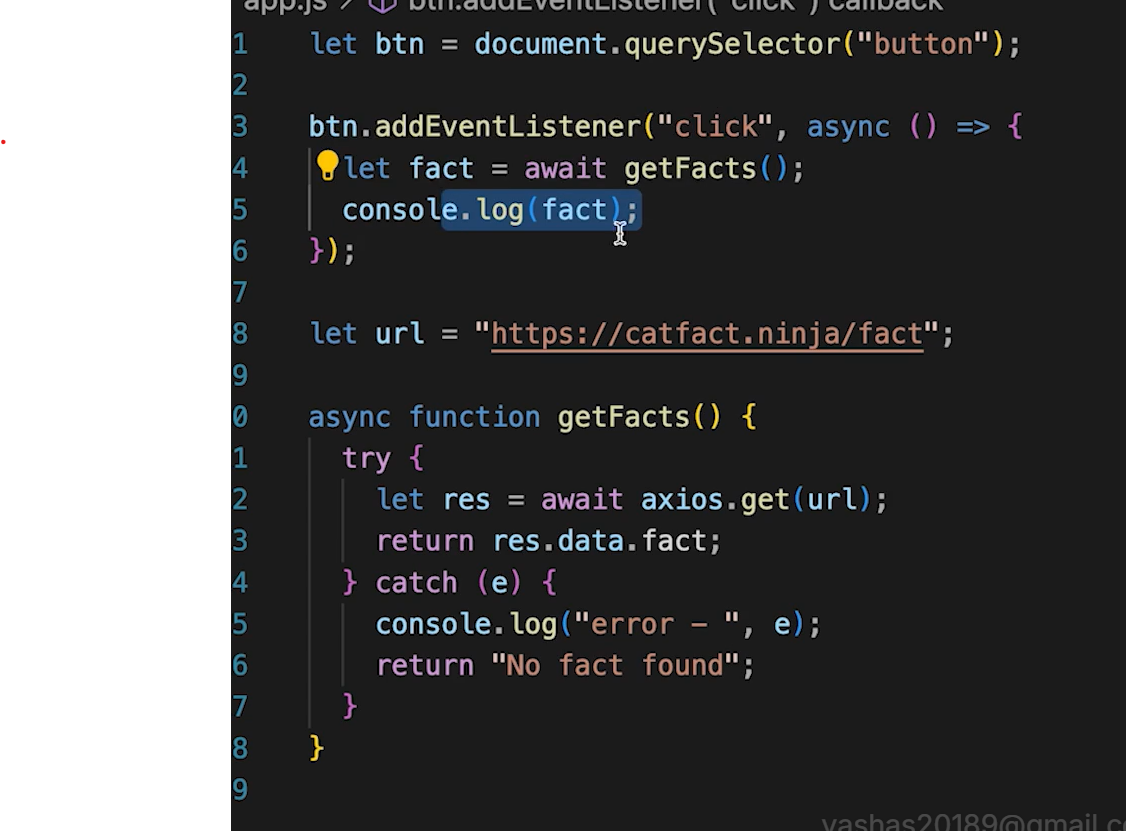 app.js > btn.addEventListener("click") callback
1 let btn = document.querySelector("button");
2
3 btn.addEventListener("click", async () => {
4 let fact = await getFacts();
5 console.log(fact);
6 });
7
8 let url = "https://catfact.ninja/fact";
9
0 async function getFacts() {
1 try {
2 let res = await axios.get(url);
3 return res.data.fact;
4 } catch (e) {
5 console.log("error – ", e);
6 return "No fact found";
7 }
8 }
9
yashas20189@gmail.c